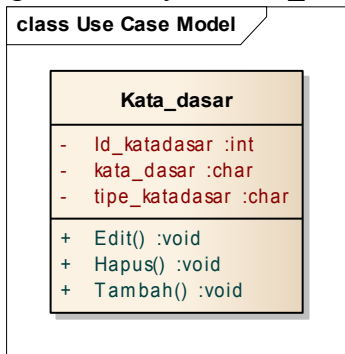 class Use Case Model
Kata_dasar
- Id_katadasar :int
- kata_dasar :char
- tipe_katadasar :char
+ Edit() :void
+ Hapus() :void
+ Tambah() :void